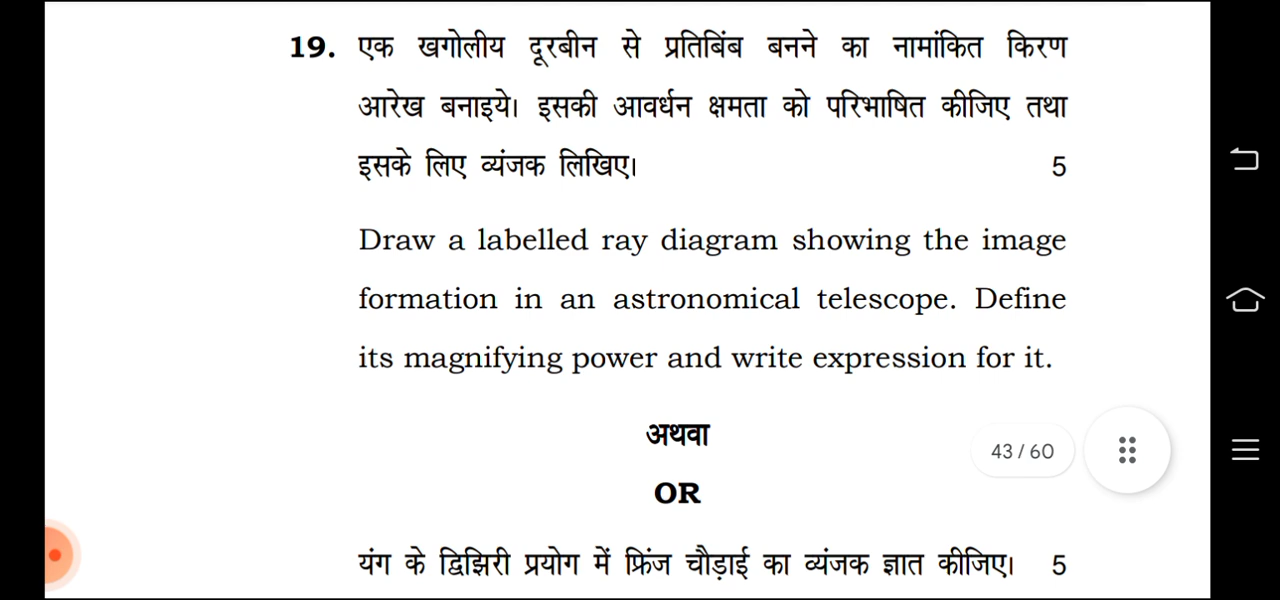 19. एक खगोलीय दूरबीन से प्रतिबिंब बनने का नामांकित किरण
आरेख बनाइये। इसकी आवर्धन क्षमता को परिभाषित कीजिए तथा
इसके लिए व्यंजक लिखिए। 5
Draw a labelled ray diagram showing the image
formation in an astronomical telescope. Define
its magnifying power and write expression for it.
अथवा
43 / 60
OR
यंग के द्विझिरी प्रयोग में फ्रिंज चौड़ाई का व्यंजक ज्ञात कीजिए। 5